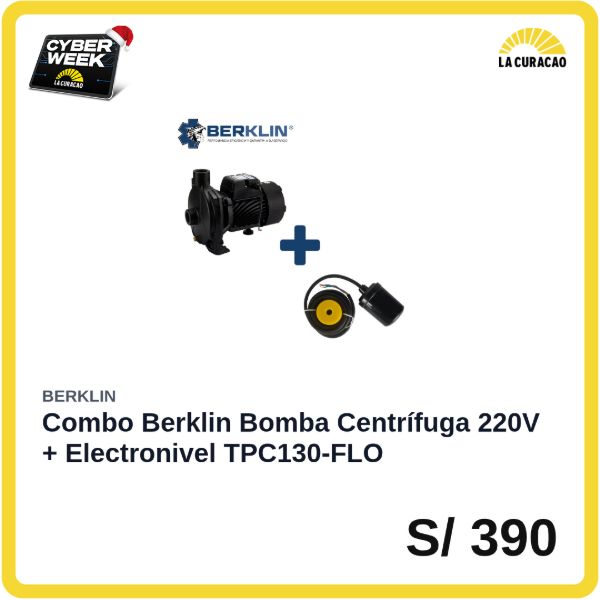 CYBER
WEEK
LA CURACAO
LA CURACAO
BERKLIN®
BERKLIN
Combo Berklin Bomba Centrífuga 220V
+ Electronivel TPC130-FLO
S/ 390